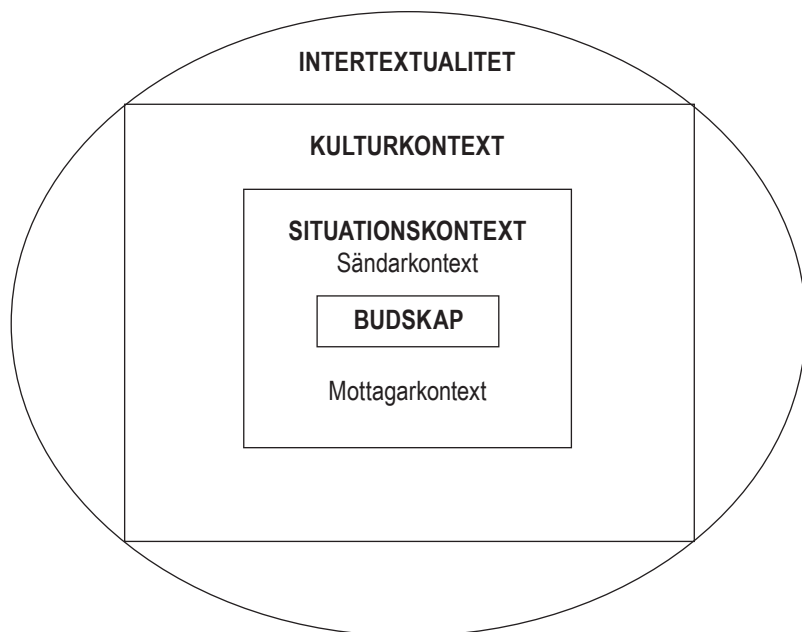 INTERTEXTUALITET
KULTURKONTEXT
SITUATIONSKONTEXT
Sändarkontext
BUDSKAP
Mottagarkontext